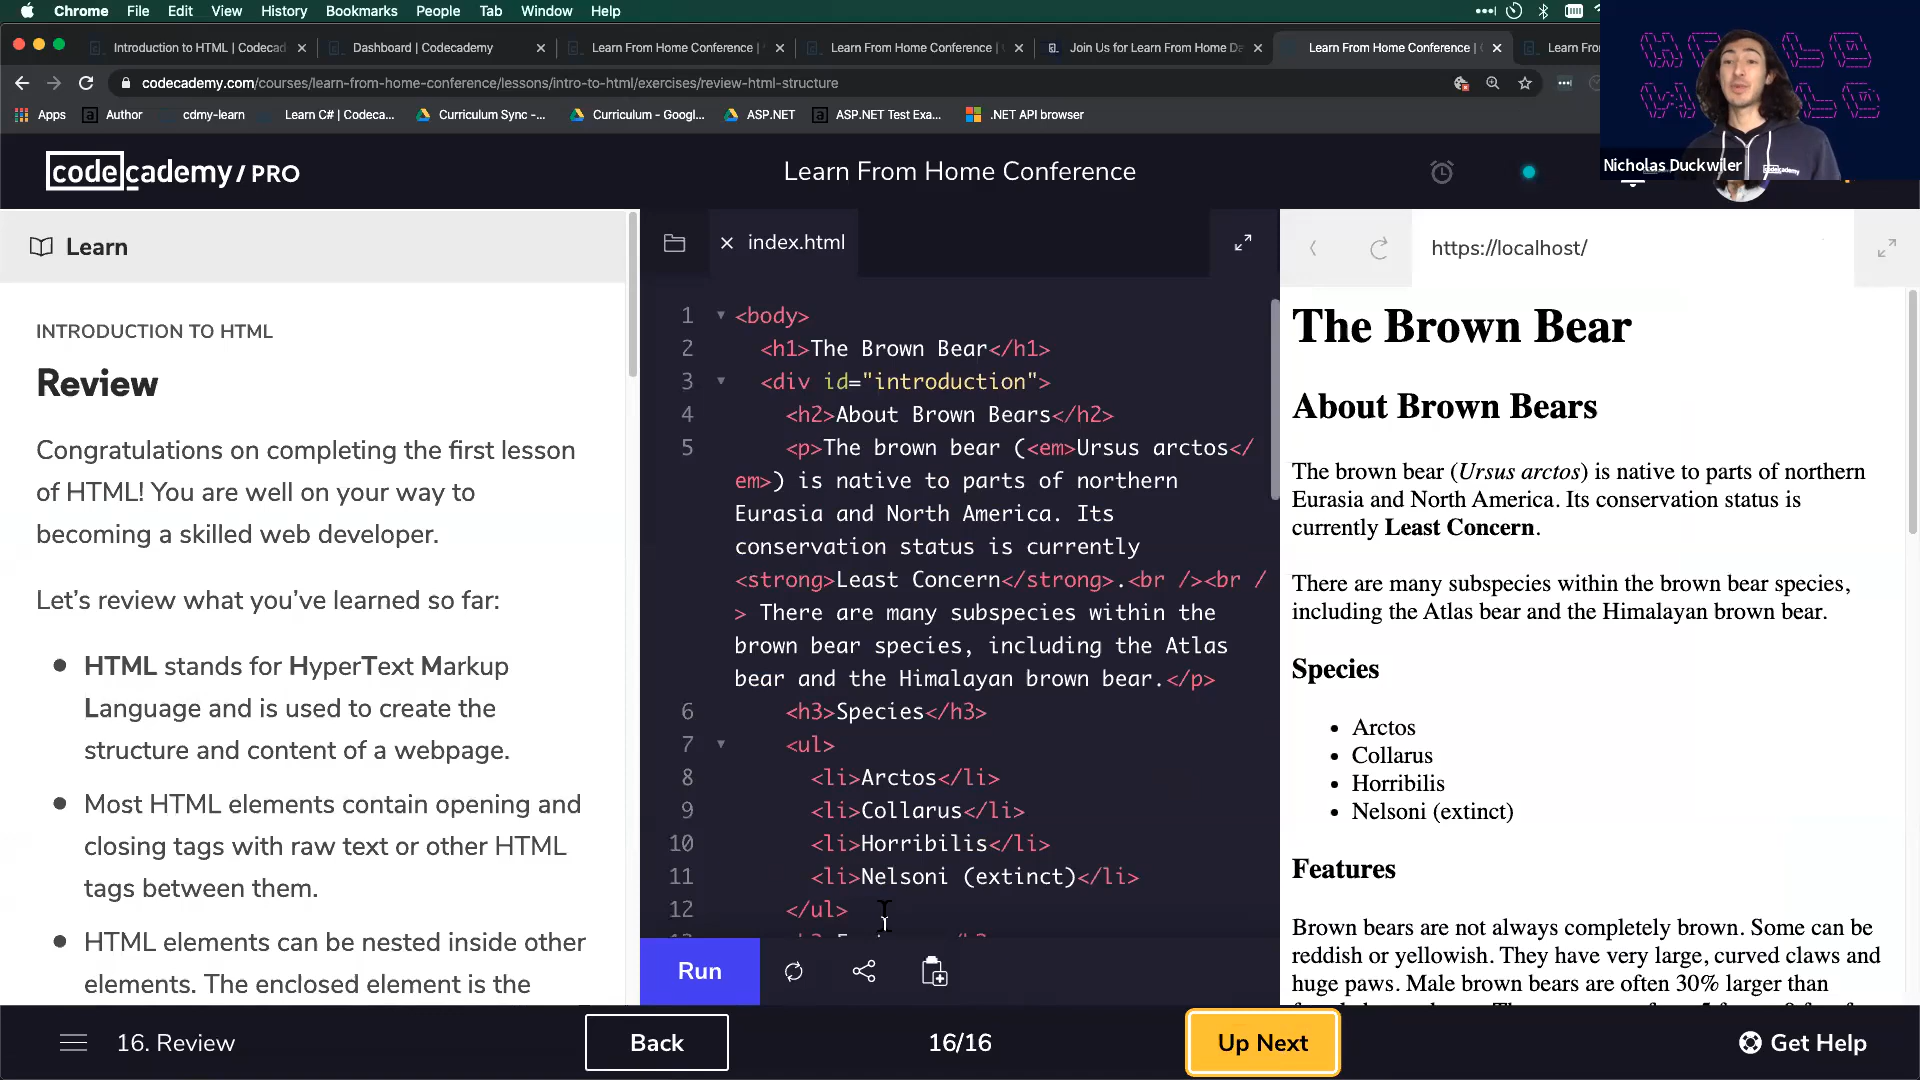 Chrome File Edit View History Bookmarks People Tab Window Help
Introduction to HTML | Codecad
Dashboard | Codecademy
Learn From Home Conference |
Learn From Home Conference |
Join Us for Learn From Home Da
Learn From Home Conference |
Learn Fro
codecademy.com/courses/learn-from-home-conference/lessons/intro-to-html/exercises/review-html-structure
Apps Author cdmy-learn Learn C# | Codeca... Curriculum Sync -... Curriculum - Googl... ASP.NET ASP.NET Test Exa... .NET API browser
Nicholas Duckwiler
codecademy / PRO
Learn From Home Conference
Learn
INTRODUCTION TO HTML
Review
Congratulations on completing the first lesson
of HTML! You are well on your way to
becoming a skilled web developer.
Let’s review what you’ve learned so far:
HTML stands for HyperText Markup
Language and is used to create the
structure and content of a webpage.
Most HTML elements contain opening and
closing tags with raw text or other HTML
tags between them.
HTML elements can be nested inside other
elements. The enclosed element is the
index.html
1 <body>
2 <h1>The Brown Bear</h1>
3 <div id="introduction">
4 <h2>About Brown Bears</h2>
5 <p>The brown bear (<em>Ursus arctos</
em>) is native to parts of northern
Eurasia and North America. Its
conservation status is currently
<strong>Least Concern</strong>.<br /><br /
> There are many subspecies within the
brown bear species, including the Atlas
bear and the Himalayan brown bear.</p>
6 <h3>Species</h3>
7 <ul>
8 <li>Arctos</li>
9 <li>Collarus</li>
10 <li>Horribilis</li>
11 <li>Nelsoni (extinct)</li>
12 </ul>
Run
https://localhost/
The Brown Bear
About Brown Bears
The brown bear (Ursus arctos) is native to parts of northern
Eurasia and North America. Its conservation status is
currently Least Concern.
There are many subspecies within the brown bear species,
including the Atlas bear and the Himalayan brown bear.
Species
Arctos
Collarus
Horribilis
Nelsoni (extinct)
Features
Brown bears are not always completely brown. Some can be
reddish or yellowish. They have very large, curved claws and
huge paws. Male brown bears are often 30% larger than
16. Review
Back
16/16
Up Next
Get Help